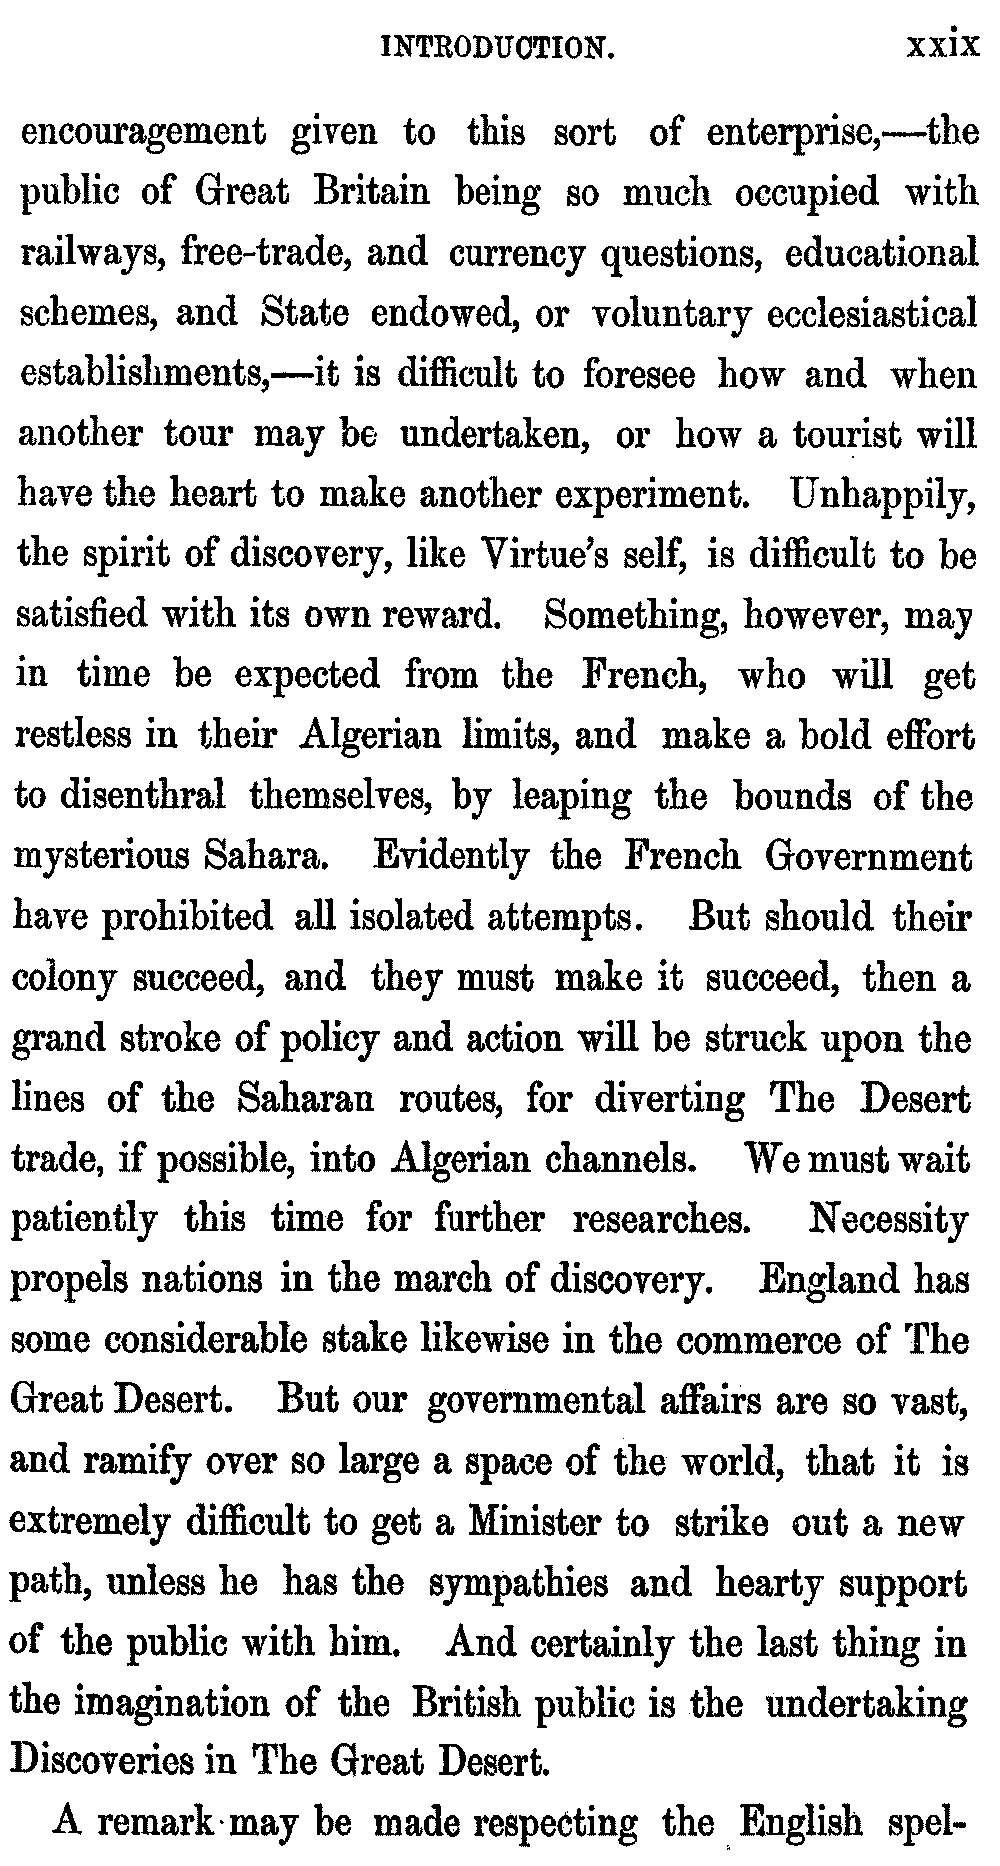 INTRODUCTION. xxix
encouragement given to this sort of enterprise,—the
public of Great Britain being so much occupied with
railways, free-trade, and currency questions, educational
schemes, and State endowed, or voluntary ecclesiastical
establishments,—it is difficult to foresee how and when
another tour may be undertaken, or how a tourist will
have the heart to make another experiment. Unhappily,
the spirit of discovery, like Virtue's self, is difficult to be
satisfied with its own reward. Something, however, may
in time be expected from the French, who will get
restless in their Algerian limits, and make a bold effort
to disenthral themselves, by leaping the bounds of the
mysterious Sahara. Evidently the French Government
have prohibited all isolated attempts. But should their
colony succeed, and they must make it succeed, then a
grand stroke of policy and action will be struck upon the
lines of the Saharan routes, for diverting The Desert
trade, if possible, into Algerian channels. We must wait
patiently this time for further researches. Necessity
propels nations in the march of discovery. England has
some considerable stake likewise in the commerce of The
Great Desert. But our governmental affairs are so vast,
and ramify over so large a space of the world, that it is
extremely difficult to get a Minister to strike out a new
path, unless he has the sympathies and hearty support
of the public with him. And certainly the last thing in
the imagination of the British public is the undertaking
Discoveries in The Great Desert.
A remark may be made respecting the English spel-